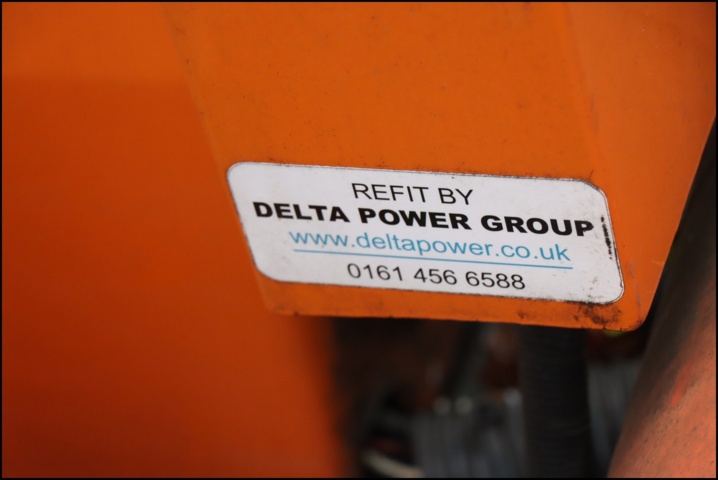 REFIT BY
DELTA POWER GROUP
www.deltapower.co.uk
0161 456 6588